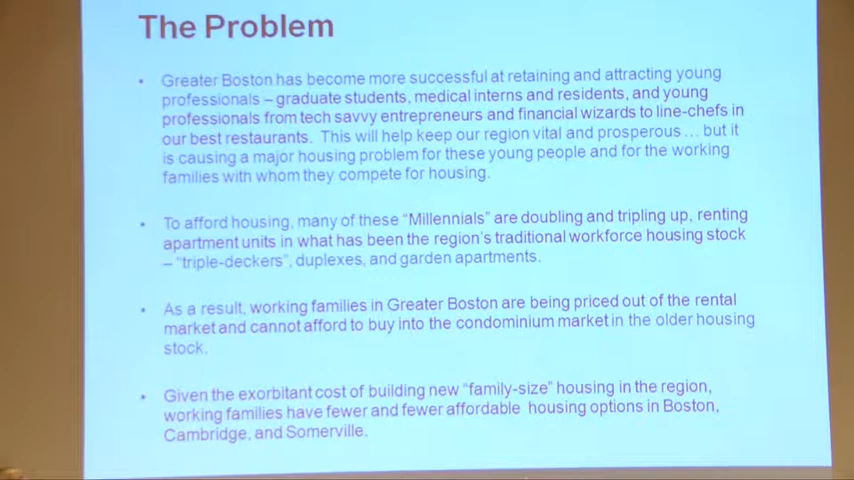 The Problem
• Greater Boston has become more successful at retaining and attracting young
professionals – graduate students, medical interns and residents, and young
professionals from tech savvy entrepreneurs and financial wizards to line-chefs in
our best restaurants. This will help keep our region vital and prosperous… but it
is causing a major housing problem for these young people and for the working
families with whom they compete for housing.
• To afford housing, many of these "Millennials" are doubling and tripling up, renting
apartment units in what has been the region's traditional workforce housing stock
– "triple-deckers", duplexes, and garden apartments.
• As a result, working families in Greater Boston are being priced out of the rental
market and cannot afford to buy into the condominium market in the older housing
stock.
• Given the exorbitant cost of building new "family-size" housing in the region,
working families have fewer and fewer affordable housing options in Boston,
Cambridge, and Somerville.